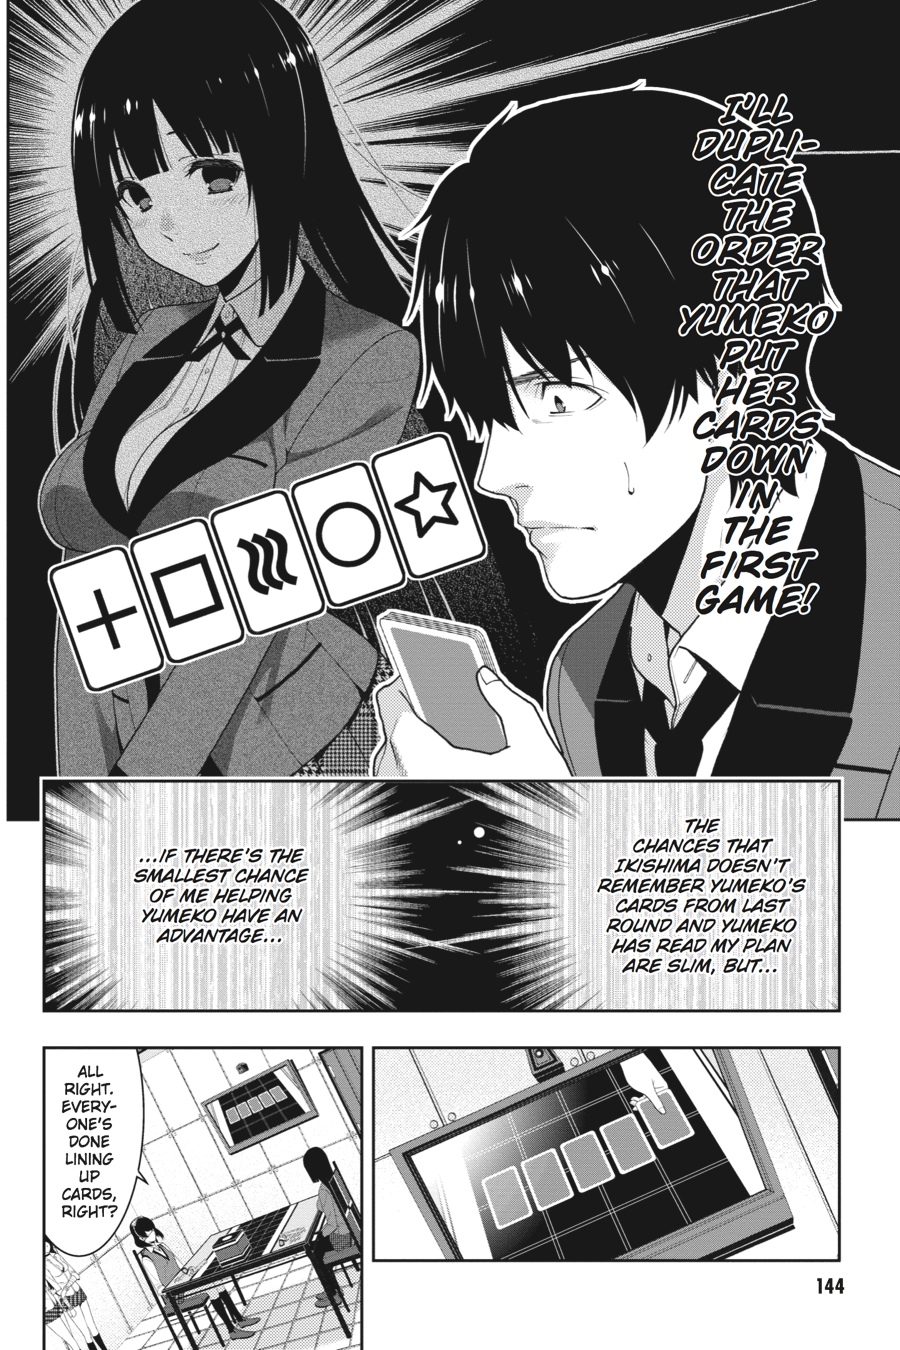 I'LL
DUPLI-
CATE
THE
ORDER
THAT
YUMEKO
PUT
HER
CARDS
DOWN
IN
THE
FIRST
GAME!
THE
CHANCES THAT
IKISHIMA DOESN'T
REMEMBER YUMEKO'S
CARDS FROM LAST
ROUND AND YUMEKO
HAS READ MY PLAN
ARE SLIM, BUT...
...IF THERE'S THE
SMALLEST CHANCE
OF ME HELPING
YUMEKO HAVE AN
ADVANTAGE...
ALL
RIGHT.
EVERY-
ONE'S
DONE
LINING
UP
CARDS,
RIGHT?
144